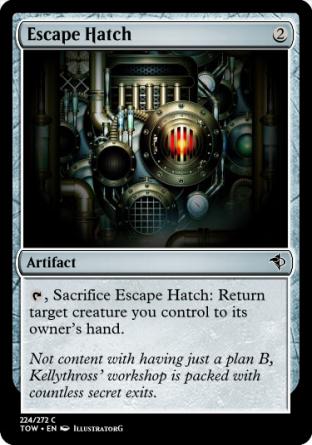 Escape Hatch 2
Artifact
, Sacrifice Escape Hatch: Return
target creature you control to its
owner's hand.
Not content with having just a plan B,
Kellythross' workshop is packed with
countless secret exits.
224/272 C
TOW • EN ILLUSTRATORG